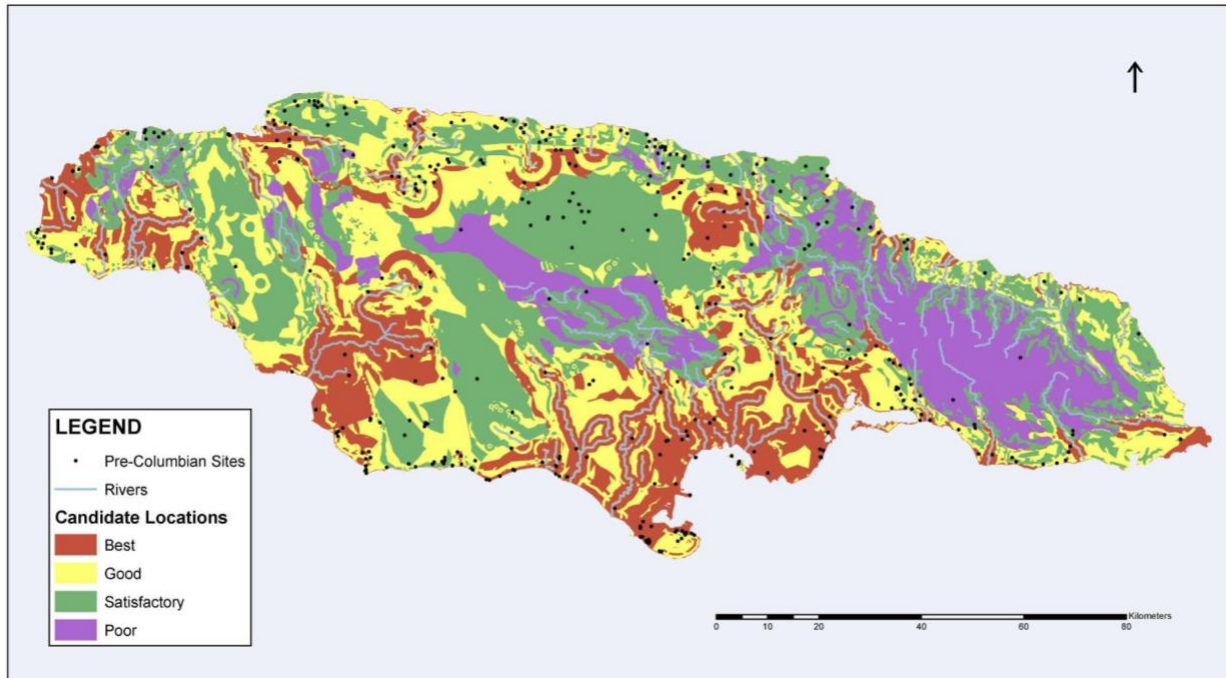 LEGEND
Pre-Columbian Sites
Rivers
Candidate Locations
Best
Good
Satisfactory
Poor
Kilometers
0 10 20 40 60 80